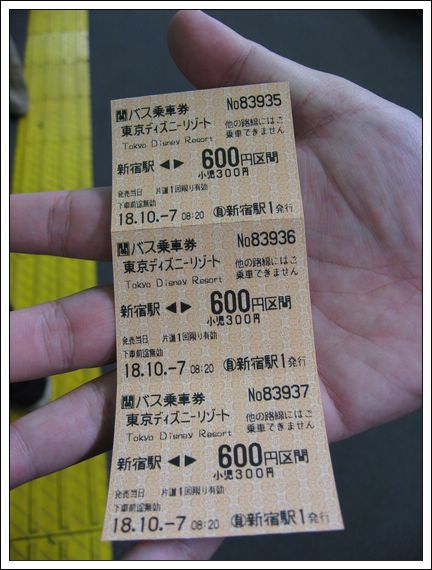 関 バス乗車券 No83935
東京ディズニーリゾート 他の路線にはご
Tokyo Disney Resort 乗車できません
新宿駅 ◀▶ 600円区間
小児300円
発売当日 片道1回限り有効
下車前途無効
18.10.-7 08:20 新宿駅1発行
関 バス乗車券 No83936
東京ディズニーリゾート 他の路線にはご
Tokyo Disney Resort 乗車できません
新宿駅 ◀▶ 600円区間
小児300円
発売当日 片道1回限り有効
下車前途無効
18.10.-7 08:20 新宿駅1発行
関 バス乗車券 No83937
東京ディズニーリゾート 他の路線にはご
Tokyo Disney Resort 乗車できません
新宿駅 ◀▶ 600円区間
小児300円
発売当日 片道1回限り有効
下車前途無効
18.10.-7 08:20 新宿駅1発行